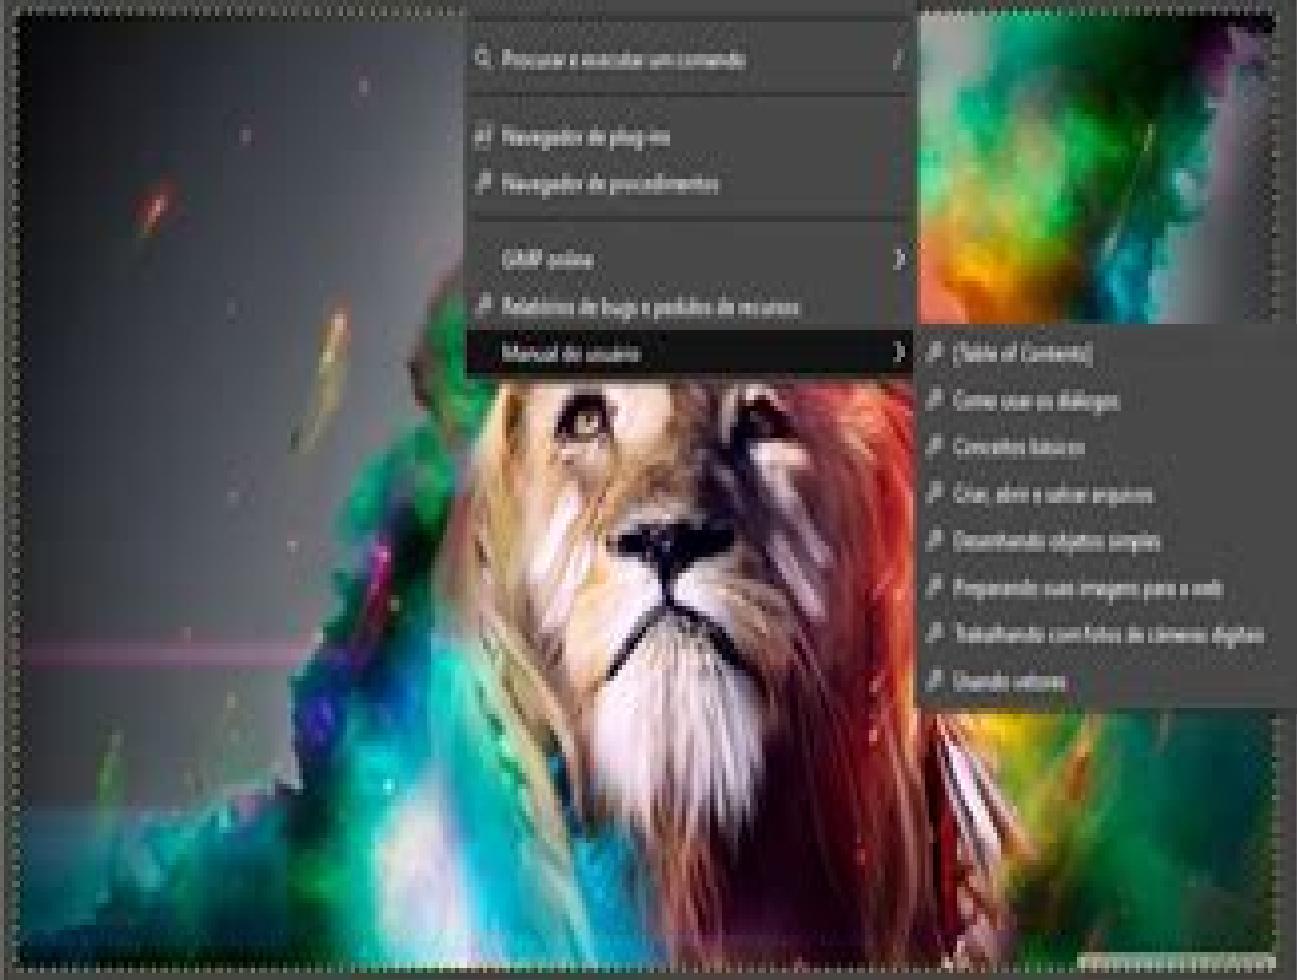 Procurar e executar um comando /
Navegador de plug-ins
Navegador de procedimentos
GIMP online
Relatórios de bugs e pedidos de recursos
Manual do usuário
[Table of Contents]
Como usar os diálogos
Conceitos básicos
Criar, abrir e salvar arquivos
Desenhando objetos simples
Preparando suas imagens para a web
Trabalhando com fotos de câmeras digitais
Usando vetores